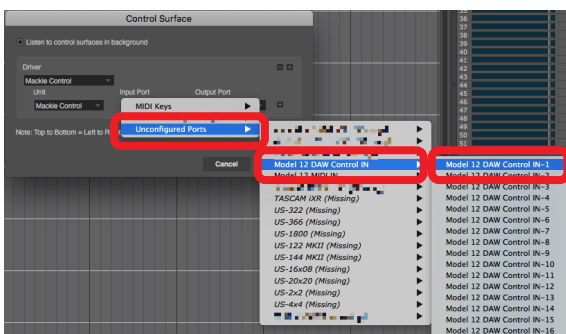 Control Surface
Listen to control surfaces in background
Driver
Mackie Control
Unit
Input Port
Output Port
Mackie Control
MIDI Keys
Unconfigured Ports
Note: Top to Bottom = Left to
Cancel
Model 12 DAW Control IN
Model 12 MIDI IN
TASCAM iXR (Missing)
US-322 (Missing)
US-366 (Missing)
US-1800 (Missing)
US-122 MKII (Missing)
US-144 MKII (Missing)
US-16x08 (Missing)
US-20x20 (Missing)
US-2x2 (Missing)
US-4x4 (Missing)
Model 12 DAW Control IN-1
Model 12 DAW Control IN-2
Model 12 DAW Control IN-3
Model 12 DAW Control IN-4
Model 12 DAW Control IN-5
Model 12 DAW Control IN-6
Model 12 DAW Control IN-7
Model 12 DAW Control IN-8
Model 12 DAW Control IN-9
Model 12 DAW Control IN-10
Model 12 DAW Control IN-11
Model 12 DAW Control IN-12
Model 12 DAW Control IN-13
Model 12 DAW Control IN-14
Model 12 DAW Control IN-15
Model 12 DAW Control IN-16
36
37
38
39
40
41
42
43
44
45
46
47
48
49
50
51